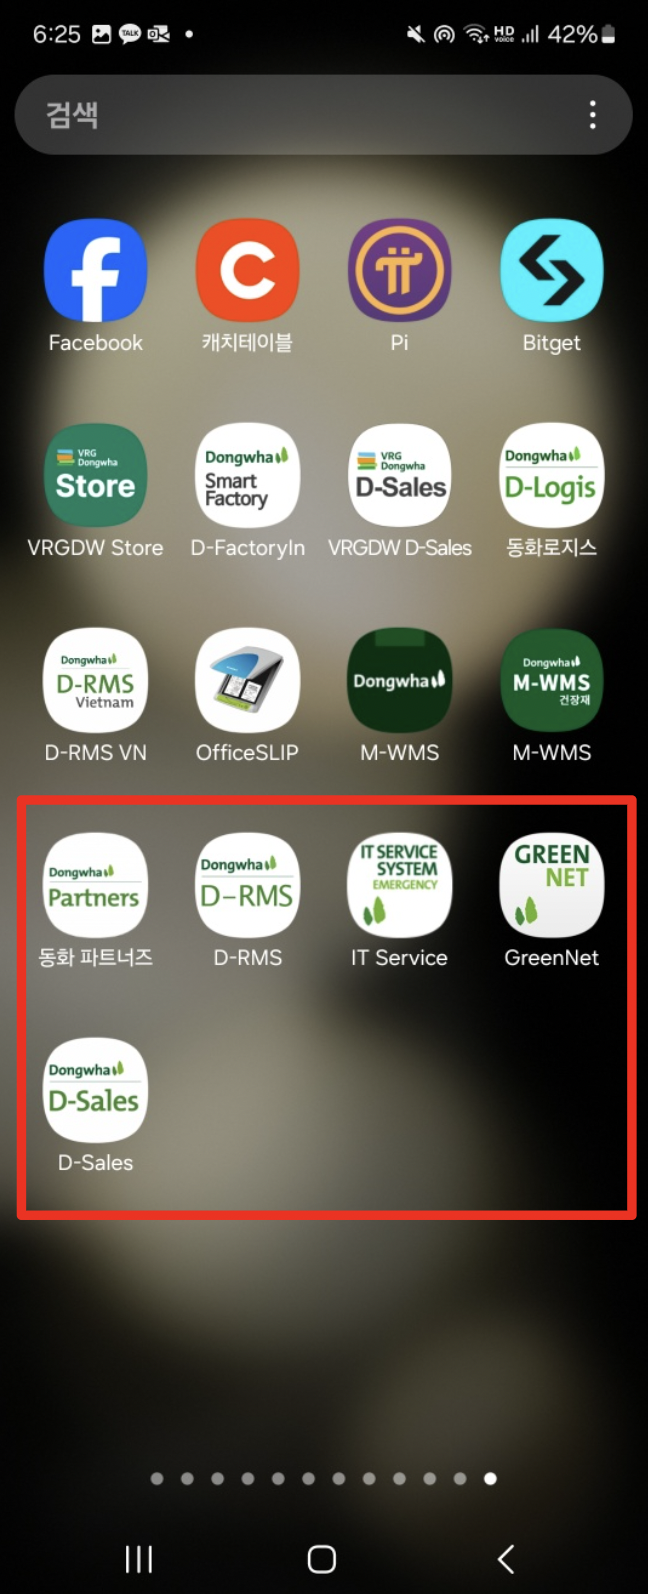 6:25
TALK
HD voice
42%
검색
Facebook
캐치테이블
Pi
Bitget
VRG
Dongwha
Store
VRGDW Store
Dongwha
Smart
Factory
D-FactoryIn
VRG
Dongwha
D-Sales
VRGDW D-Sales
Dongwha
D-Logis
동화로지스
Dongwha
D-RMS
Vietnam
D-RMS VN
OfficeSLIP
Dongwha
M-WMS
Dongwha
M-WMS
건장재
M-WMS
Dongwha
Partners
동화 파트너즈
Dongwha
D-RMS
D-RMS
IT SERVICE
SYSTEM
EMERGENCY
IT Service
GREEN
NET
GreenNet
Dongwha
D-Sales
D-Sales